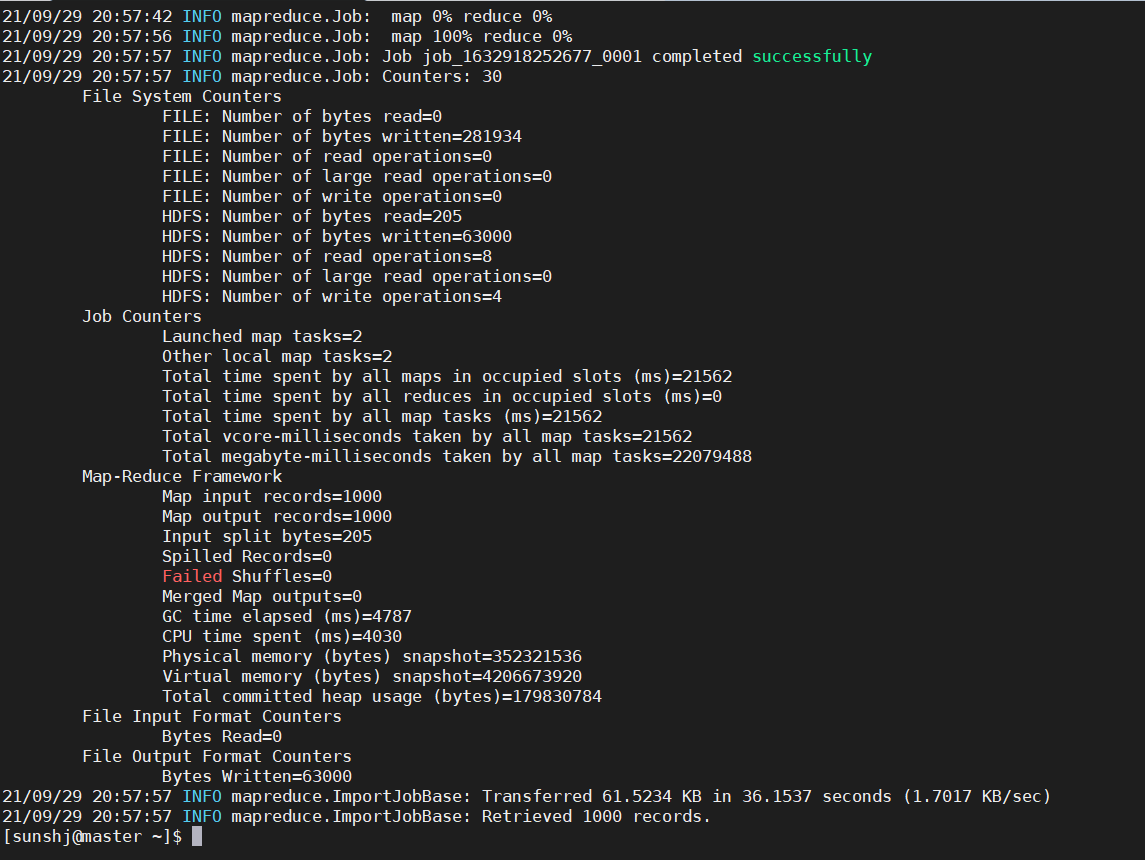 21/09/29 20:57:42 INFO mapreduce.Job:  map 0% reduce 0%
21/09/29 20:57:56 INFO mapreduce.Job:  map 100% reduce 0%
21/09/29 20:57:57 INFO mapreduce.Job: Job job_1632918252677_0001 completed successfully
21/09/29 20:57:57 INFO mapreduce.Job: Counters: 30
        File System Counters
                FILE: Number of bytes read=0
                FILE: Number of bytes written=281934
                FILE: Number of read operations=0
                FILE: Number of large read operations=0
                FILE: Number of write operations=0
                HDFS: Number of bytes read=205
                HDFS: Number of bytes written=63000
                HDFS: Number of read operations=8
                HDFS: Number of large read operations=0
                HDFS: Number of write operations=4
        Job Counters
                Launched map tasks=2
                Other local map tasks=2
                Total time spent by all maps in occupied slots (ms)=21562
                Total time spent by all reduces in occupied slots (ms)=0
                Total time spent by all map tasks (ms)=21562
                Total vcore-milliseconds taken by all map tasks=21562
                Total megabyte-milliseconds taken by all map tasks=22079488
        Map-Reduce Framework
                Map input records=1000
                Map output records=1000
                Input split bytes=205
                Spilled Records=0
                Failed Shuffles=0
                Merged Map outputs=0
                GC time elapsed (ms)=4787
                CPU time spent (ms)=4030
                Physical memory (bytes) snapshot=352321536
                Virtual memory (bytes) snapshot=4206673920
                Total committed heap usage (bytes)=179830784
        File Input Format Counters
                Bytes Read=0
        File Output Format Counters
                Bytes Written=63000
21/09/29 20:57:57 INFO mapreduce.ImportJobBase: Transferred 61.5234 KB in 36.1537 seconds (1.7017 KB/sec)
21/09/29 20:57:57 INFO mapreduce.ImportJobBase: Retrieved 1000 records.
[sunshj@master ~]$